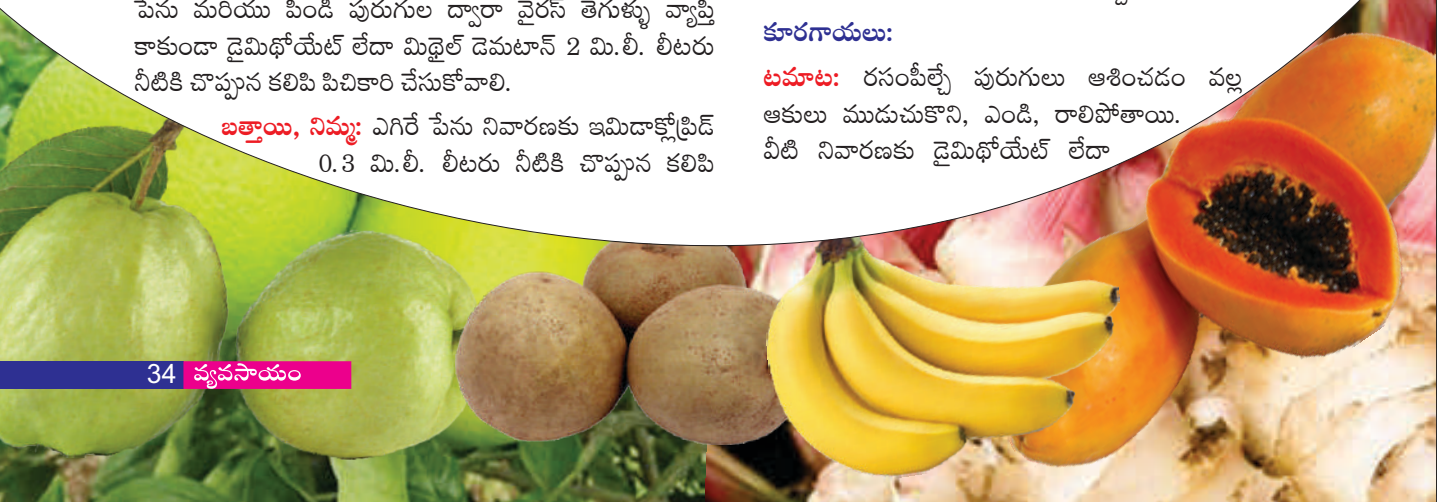 పేను మరియు పిండి పురుగుల ద్వారా వైరస్ తెగుళ్ళు వ్యాప్తి
కాకుండా డైమిథోయేట్ లేదా మిథైల్ డెమటాన్ 2 మి.లీ. లీటరు
నీటికి చొప్పున కలిపి పిచికారి చేసుకోవాలి.
బత్తాయి, నిమ్మ: ఎగిరే పేను నివారణకు ఇమిడాక్లోప్రిడ్
0.3 మి.లీ. లీటరు నీటికి చొప్పున కలిపి
కూరగాయలు:
టమాట: రసంపీల్చే పురుగులు ఆశించడం వల్ల
ఆకులు ముడుచుకొని, ఎండి, రాలిపోతాయి.
వీటి నివారణకు డైమిథోయేట్ లేదా
34 వ్యవసాయం